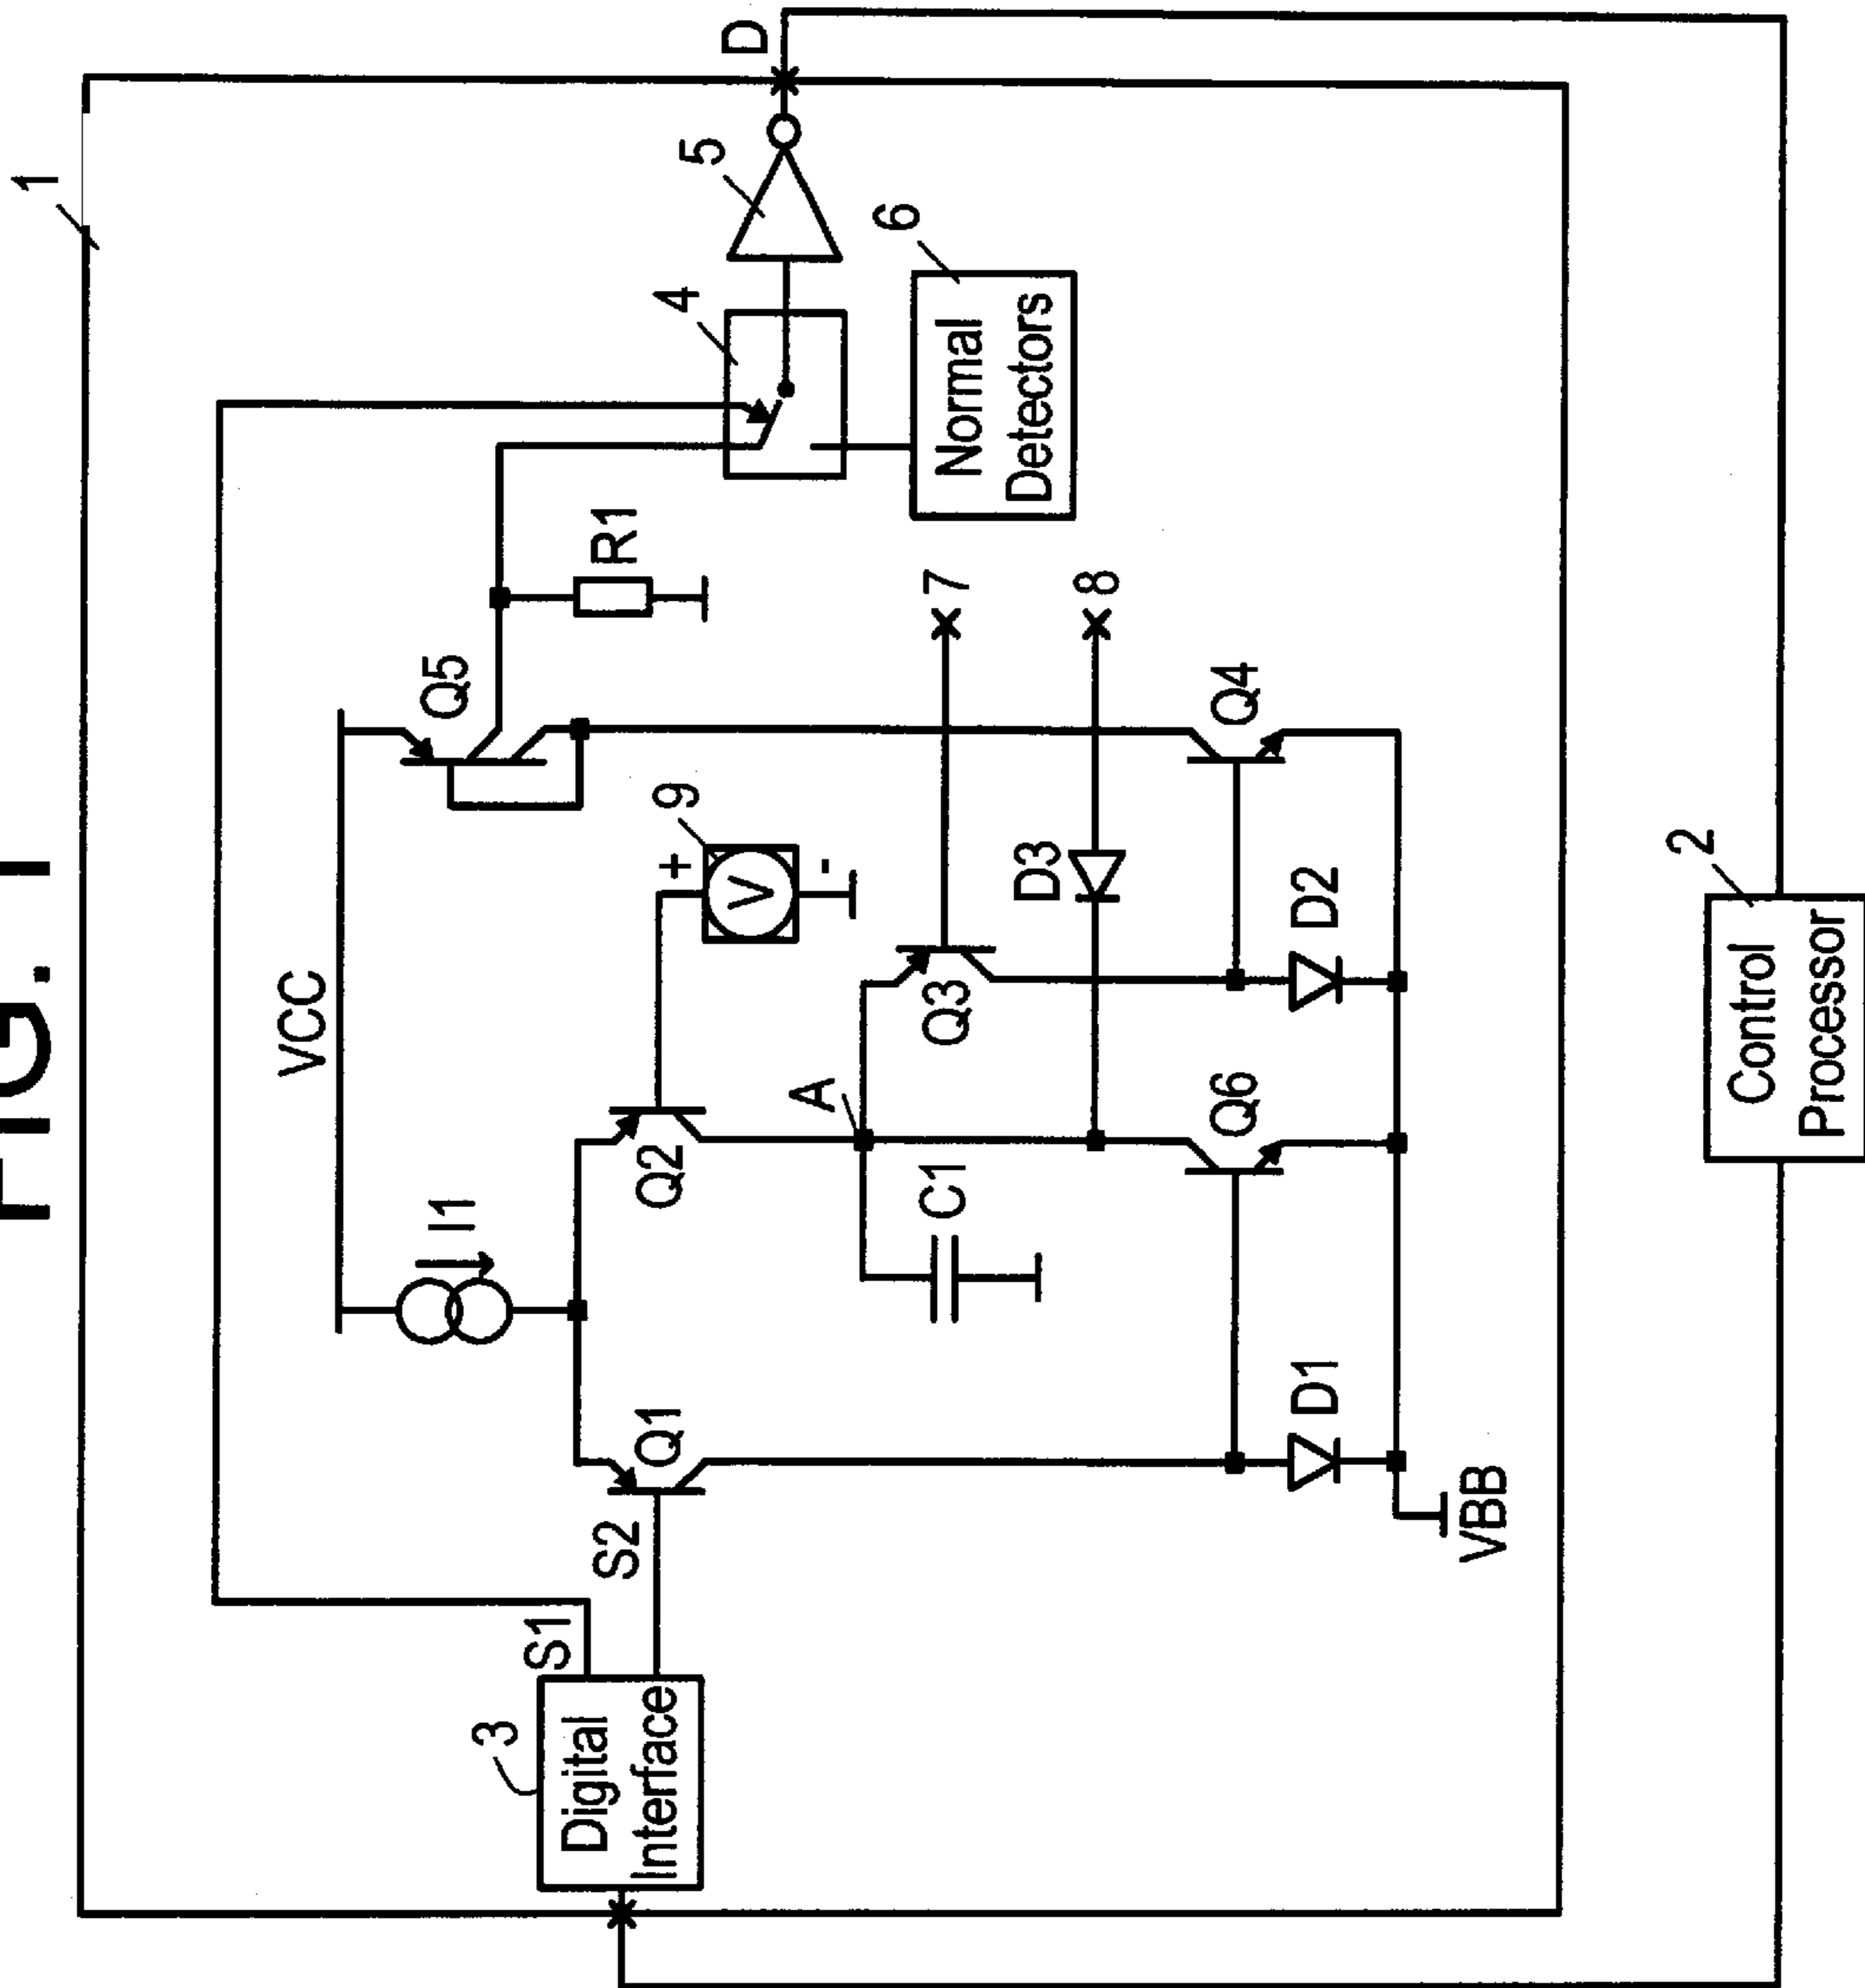 FIG. 1
1
VCC
I1
Q5
D
S1
3
Digital
Interface
S2
Q1
Q2
9
+
V
-
R1
4
5
A
C1
Q3
7
6
Normal
Detectors
D3
8
Q6
Q4
D1
D2
VBB
2
Control
Processor